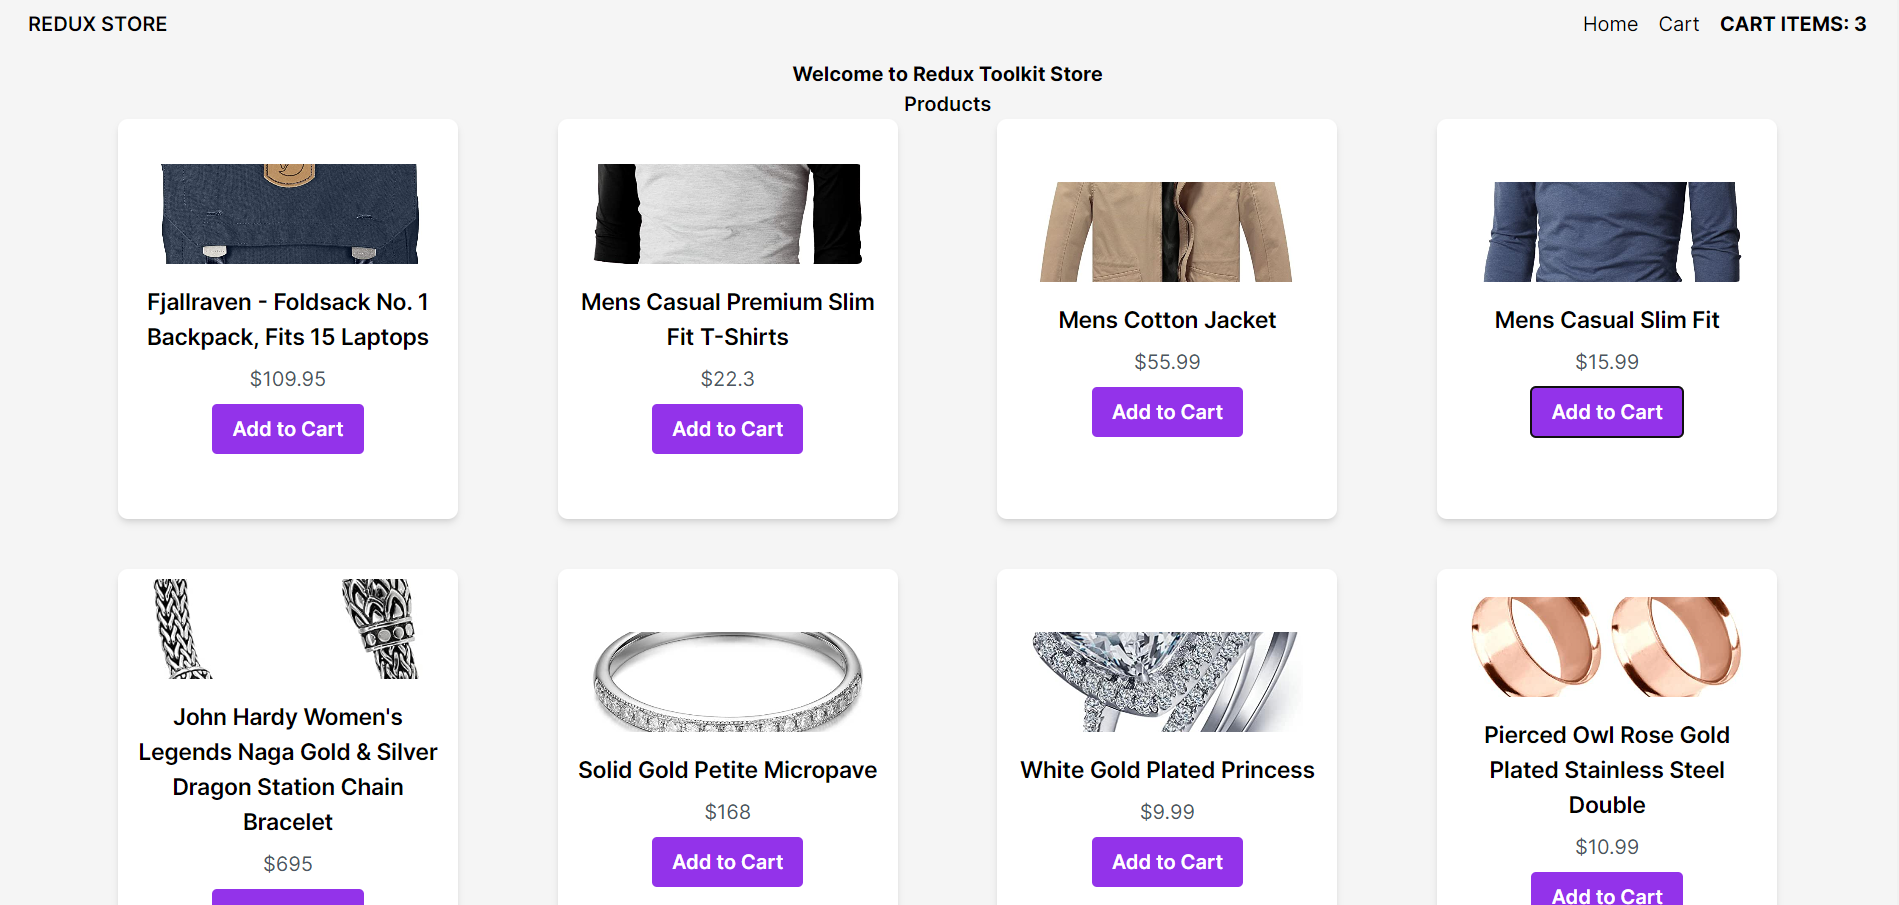 REDUX STORE
Home Cart CART ITEMS: 3
Welcome to Redux Toolkit Store
Products
Fjallraven - Foldsack No. 1
Backpack, Fits 15 Laptops
$109.95
Add to Cart
Mens Casual Premium Slim
Fit T-Shirts
$22.3
Add to Cart
Mens Cotton Jacket
$55.99
Add to Cart
Mens Casual Slim Fit
$15.99
Add to Cart
John Hardy Women's
Legends Naga Gold & Silver
Dragon Station Chain
Bracelet
$695
Solid Gold Petite Micropave
$168
Add to Cart
White Gold Plated Princess
$9.99
Add to Cart
Pierced Owl Rose Gold
Plated Stainless Steel
Double
$10.99
Add to Cart